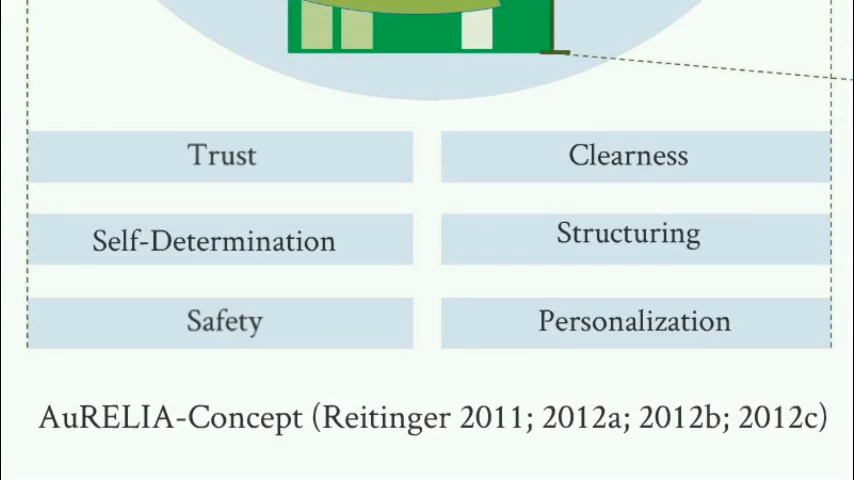 Trust
Clearness
Self-Determination
Structuring
Safety
Personalization
AuRELIA-Concept (Reitinger 2011; 2012a; 2012b; 2012c)